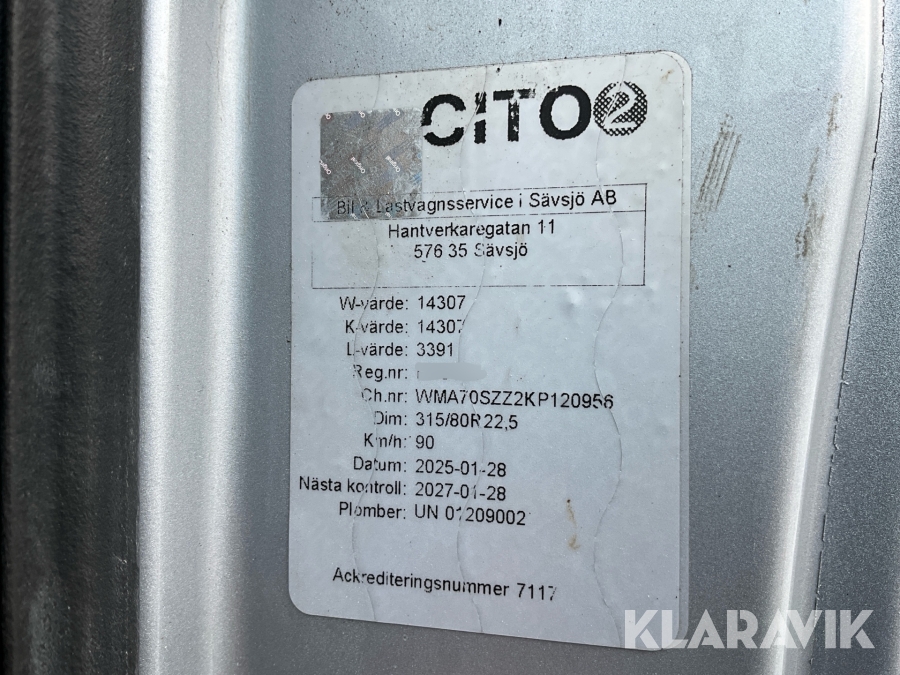 CITO2
Bil & Lastvagnsservice i Sävsjö AB
Hantverkaregatan 11
576 35 Sävsjö
W-värde: 14307
K-värde: 14307
L-värde: 3391
Reg.nr:
Ch.nr: WMA70SZZ2KP120956
Dim: 315/80R22,5
Km/h: 90
Datum: 2025-01-28
Nästa kontroll: 2027-01-28
Plomber: UN 01209002
Ackrediteringsnummer 7117
KLARAVIK